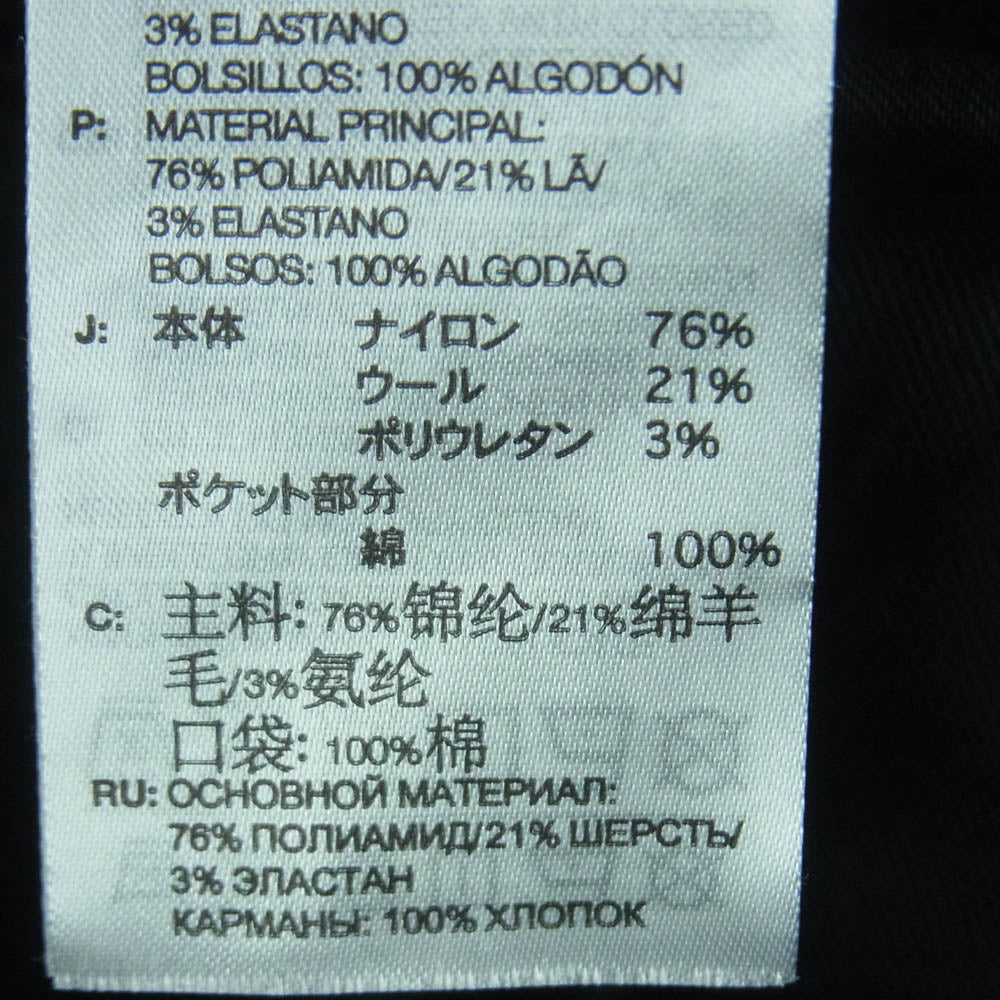 3% ELASTANO
BOLSILLOS: 100% ALGODÓN
P: MATERIAL PRINCIPAL:
76% POLIAMIDA/21% LÃ/
3% ELASTANO
BOLSOS: 100% ALGODÃO
J: 本体 ナイロン 76%
ウール 21%
ポリウレタン 3%
ポケット部分
綿 100%
C: 主料: 76%锦纶/21%绵羊
毛/3%氨纶
口袋: 100%棉
RU: ОСНОВНОЙ МАТЕРИАЛ:
76% ПОЛИАМИД/21% ШЕРСТЬ/
3% ЭЛАСТАН
КАРМАНЫ: 100% ХЛОПОК